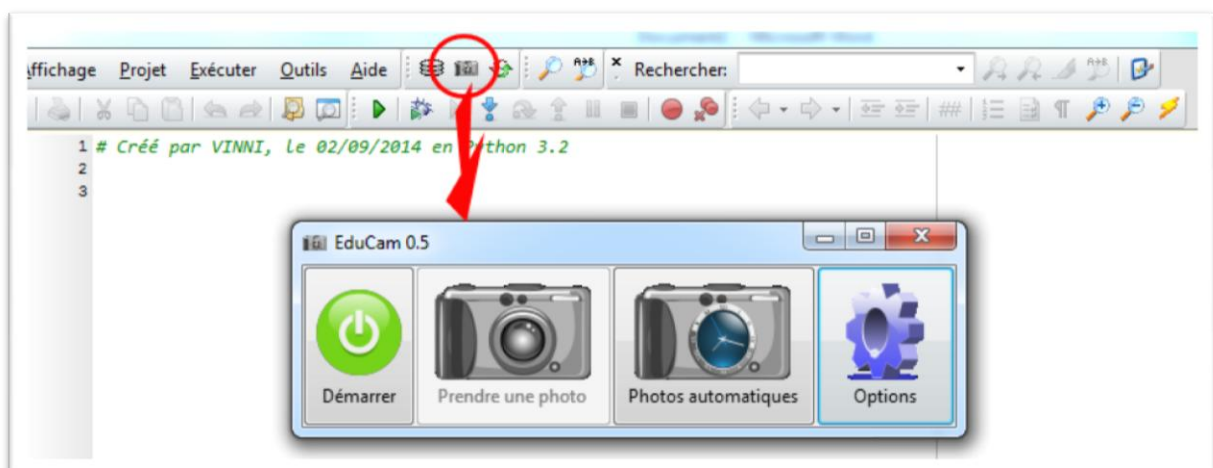 Affichage Projet Exécuter Outils Aide Rechercher:
1 # Créé par VINNI, le 02/09/2014 en Python 3.2
2
3
EduCam 0.5
Démarrer Prendre une photo Photos automatiques Options